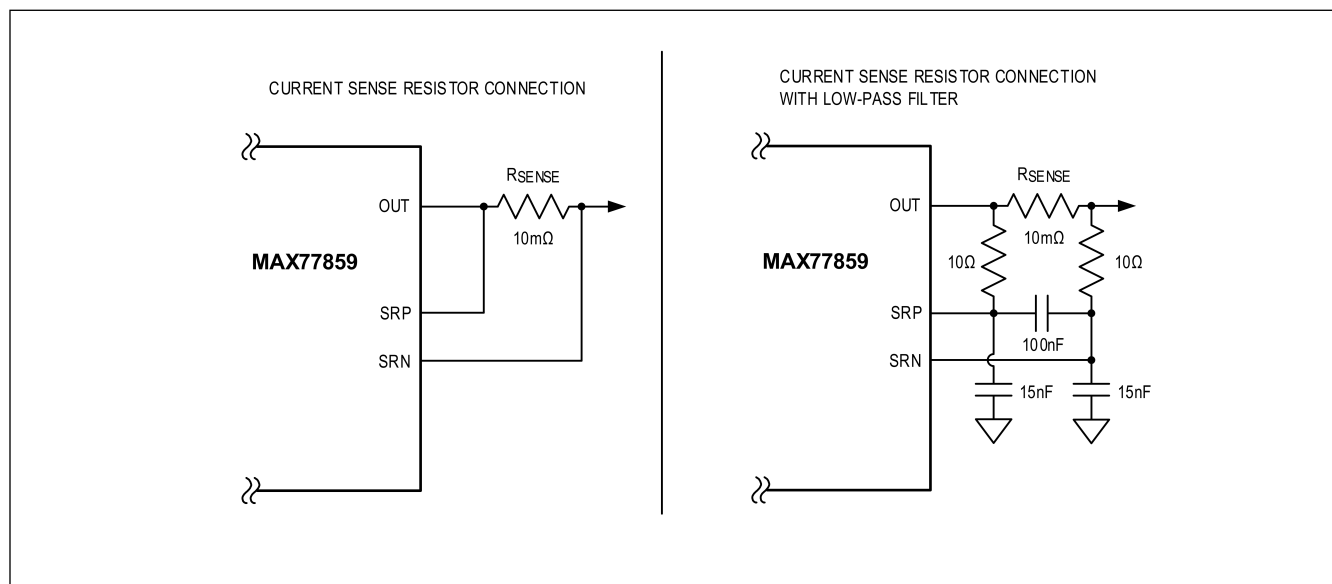 CURRENT SENSE RESISTOR CONNECTION
OUT
RSENSE
10mΩ
MAX77859
SRP
SRN
CURRENT SENSE RESISTOR CONNECTION
WITH LOW-PASS FILTER
OUT
RSENSE
10mΩ
10Ω
10Ω
MAX77859
SRP
100nF
SRN
15nF
15nF